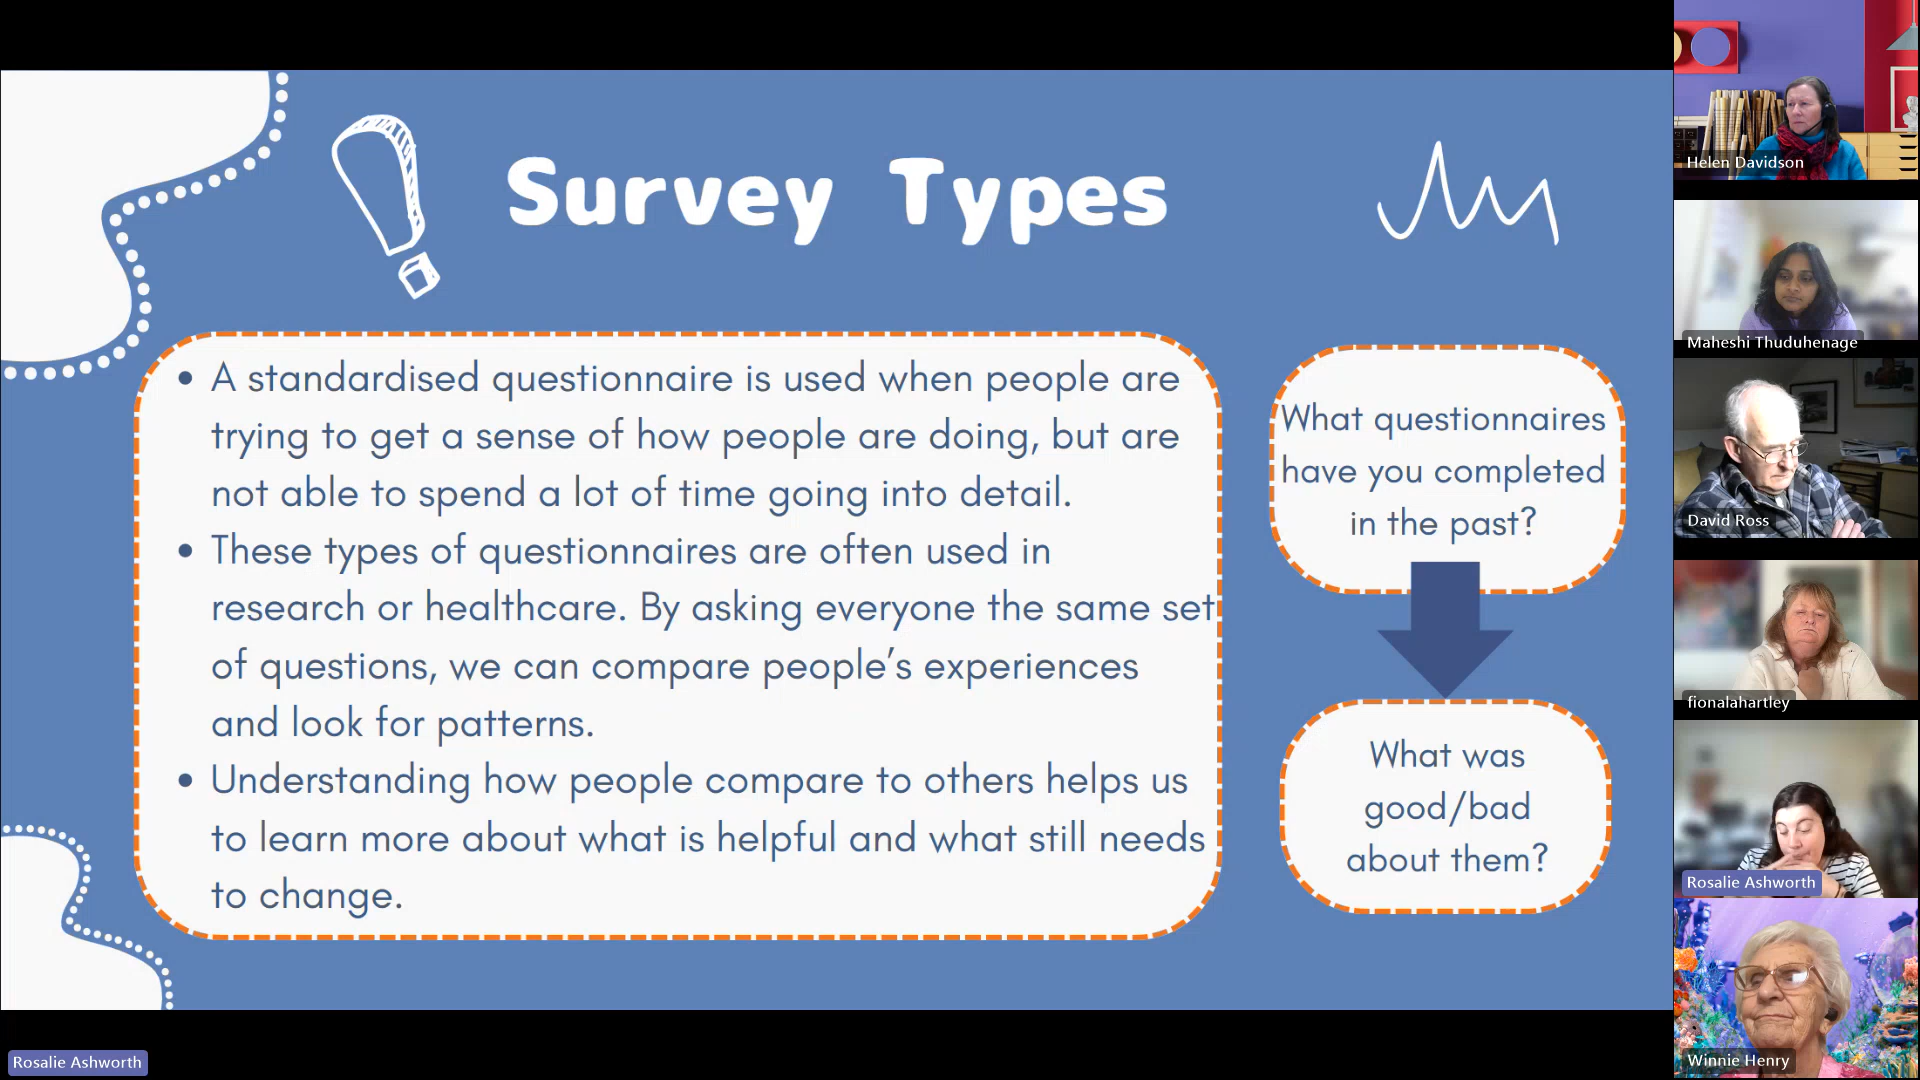 Survey Types
• A standardised questionnaire is used when people are
trying to get a sense of how people are doing, but are
not able to spend a lot of time going into detail.
• These types of questionnaires are often used in
research or healthcare. By asking everyone the same set
of questions, we can compare people’s experiences
and look for patterns.
• Understanding how people compare to others helps us
to learn more about what is helpful and what still needs
to change.
What questionnaires
have you completed
in the past?
What was
good/bad
about them?
Helen Davidson
Maheshi Thuduhenage
David Ross
fionalahartley
Rosalie Ashworth
Winnie Henry
Rosalie Ashworth